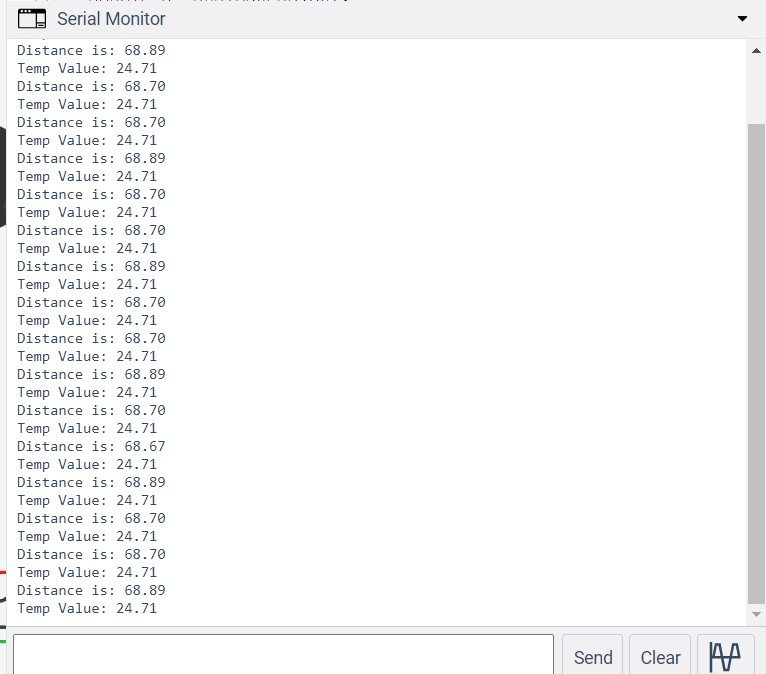 Serial Monitor
Distance is: 68.89
Temp Value: 24.71
Distance is: 68.70
Temp Value: 24.71
Distance is: 68.70
Temp Value: 24.71
Distance is: 68.89
Temp Value: 24.71
Distance is: 68.70
Temp Value: 24.71
Distance is: 68.70
Temp Value: 24.71
Distance is: 68.89
Temp Value: 24.71
Distance is: 68.70
Temp Value: 24.71
Distance is: 68.70
Temp Value: 24.71
Distance is: 68.89
Temp Value: 24.71
Distance is: 68.70
Temp Value: 24.71
Distance is: 68.67
Temp Value: 24.71
Distance is: 68.89
Temp Value: 24.71
Distance is: 68.70
Temp Value: 24.71
Distance is: 68.70
Temp Value: 24.71
Distance is: 68.89
Temp Value: 24.71
Send Clear